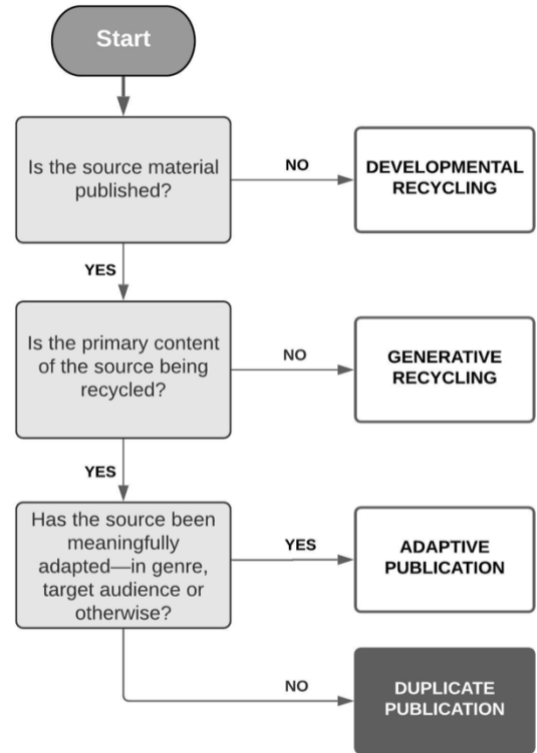 Start
Is the source material
published?
NO
DEVELOPMENTAL
RECYCLING
YES
Is the primary content
of the source being
recycled?
NO
GENERATIVE
RECYCLING
YES
Has the source been
meaningfully
adapted—in genre,
target audience or
otherwise?
YES
ADAPTIVE
PUBLICATION
NO
DUPLICATE
PUBLICATION